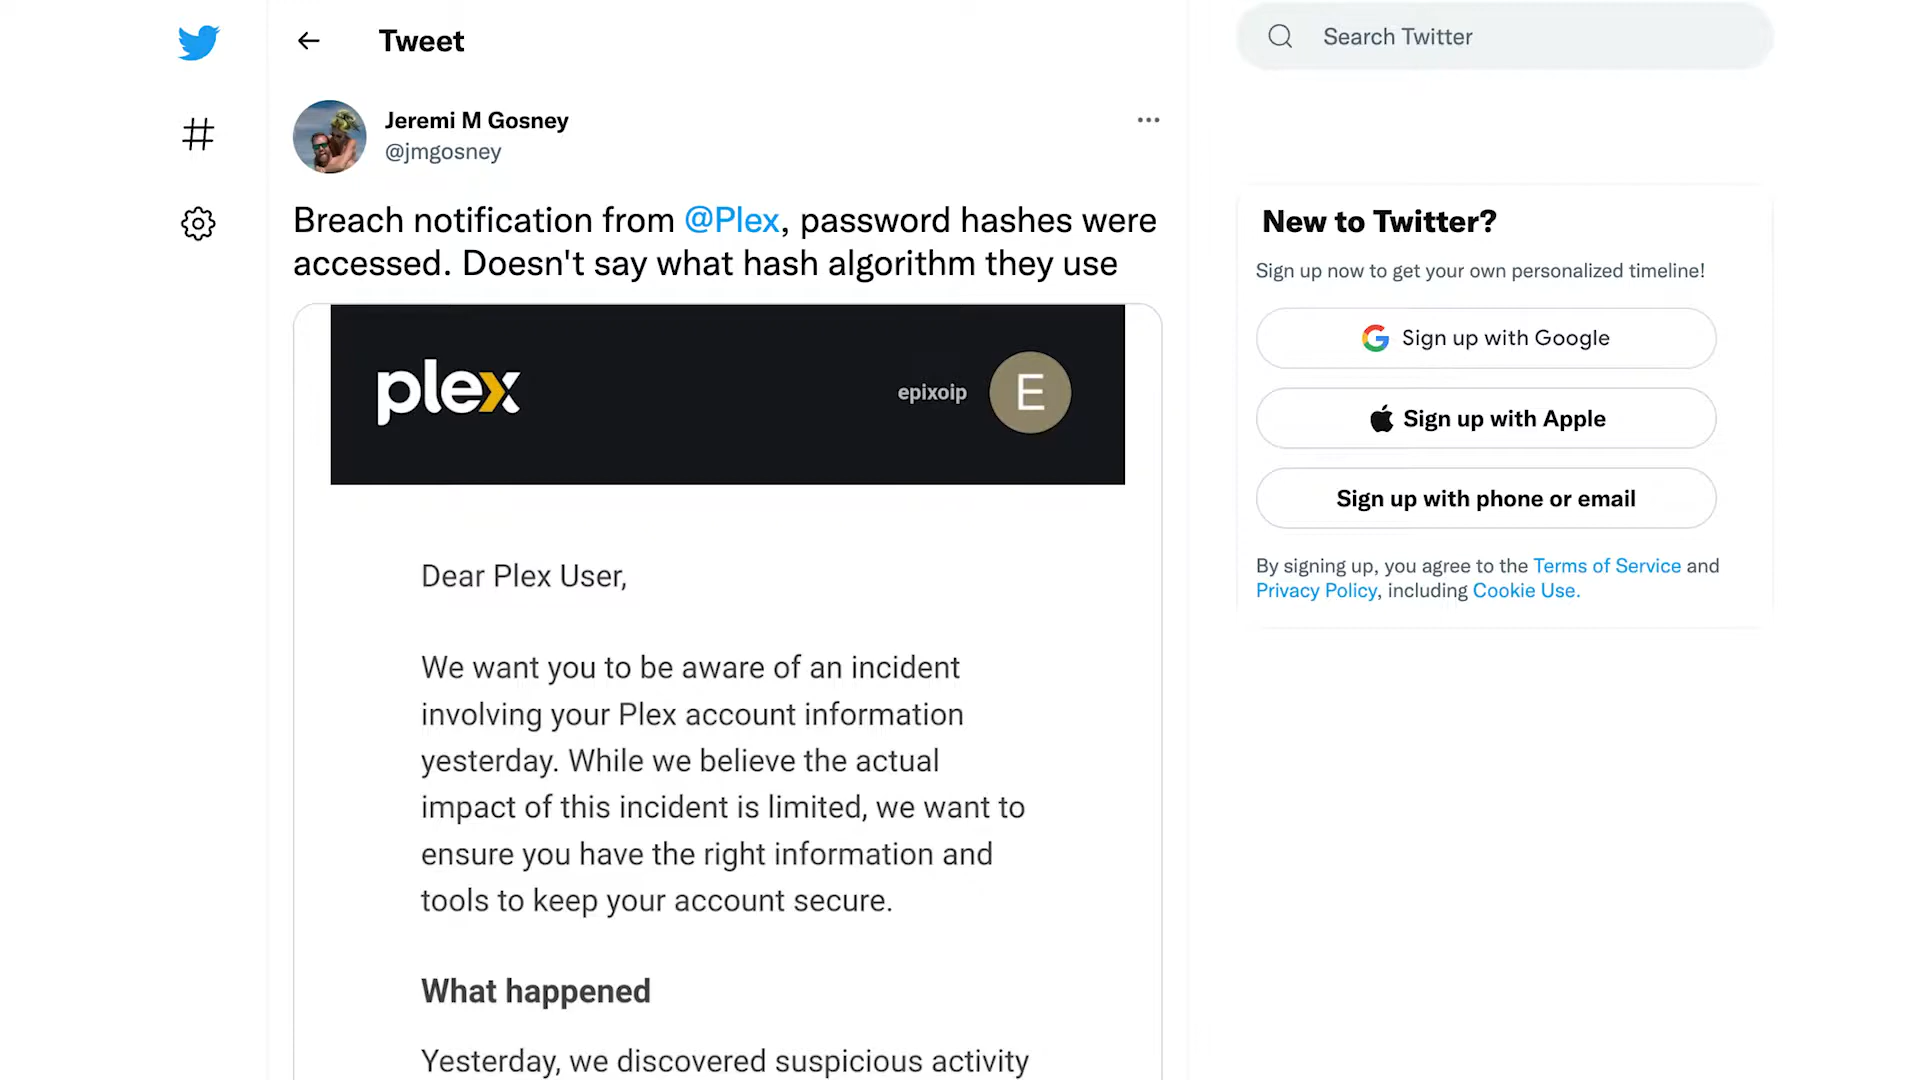 Tweet
Search Twitter
Jeremi M Gosney
@jmgosney
Breach notification from @Plex, password hashes were
accessed. Doesn't say what hash algorithm they use
plex
epixoip
E
Dear Plex User,
We want you to be aware of an incident
involving your Plex account information
yesterday. While we believe the actual
impact of this incident is limited, we want to
ensure you have the right information and
tools to keep your account secure.
What happened
Yesterday, we discovered suspicious activity
New to Twitter?
Sign up now to get your own personalized timeline!
Sign up with Google
Sign up with Apple
Sign up with phone or email
By signing up, you agree to the Terms of Service and
Privacy Policy, including Cookie Use.